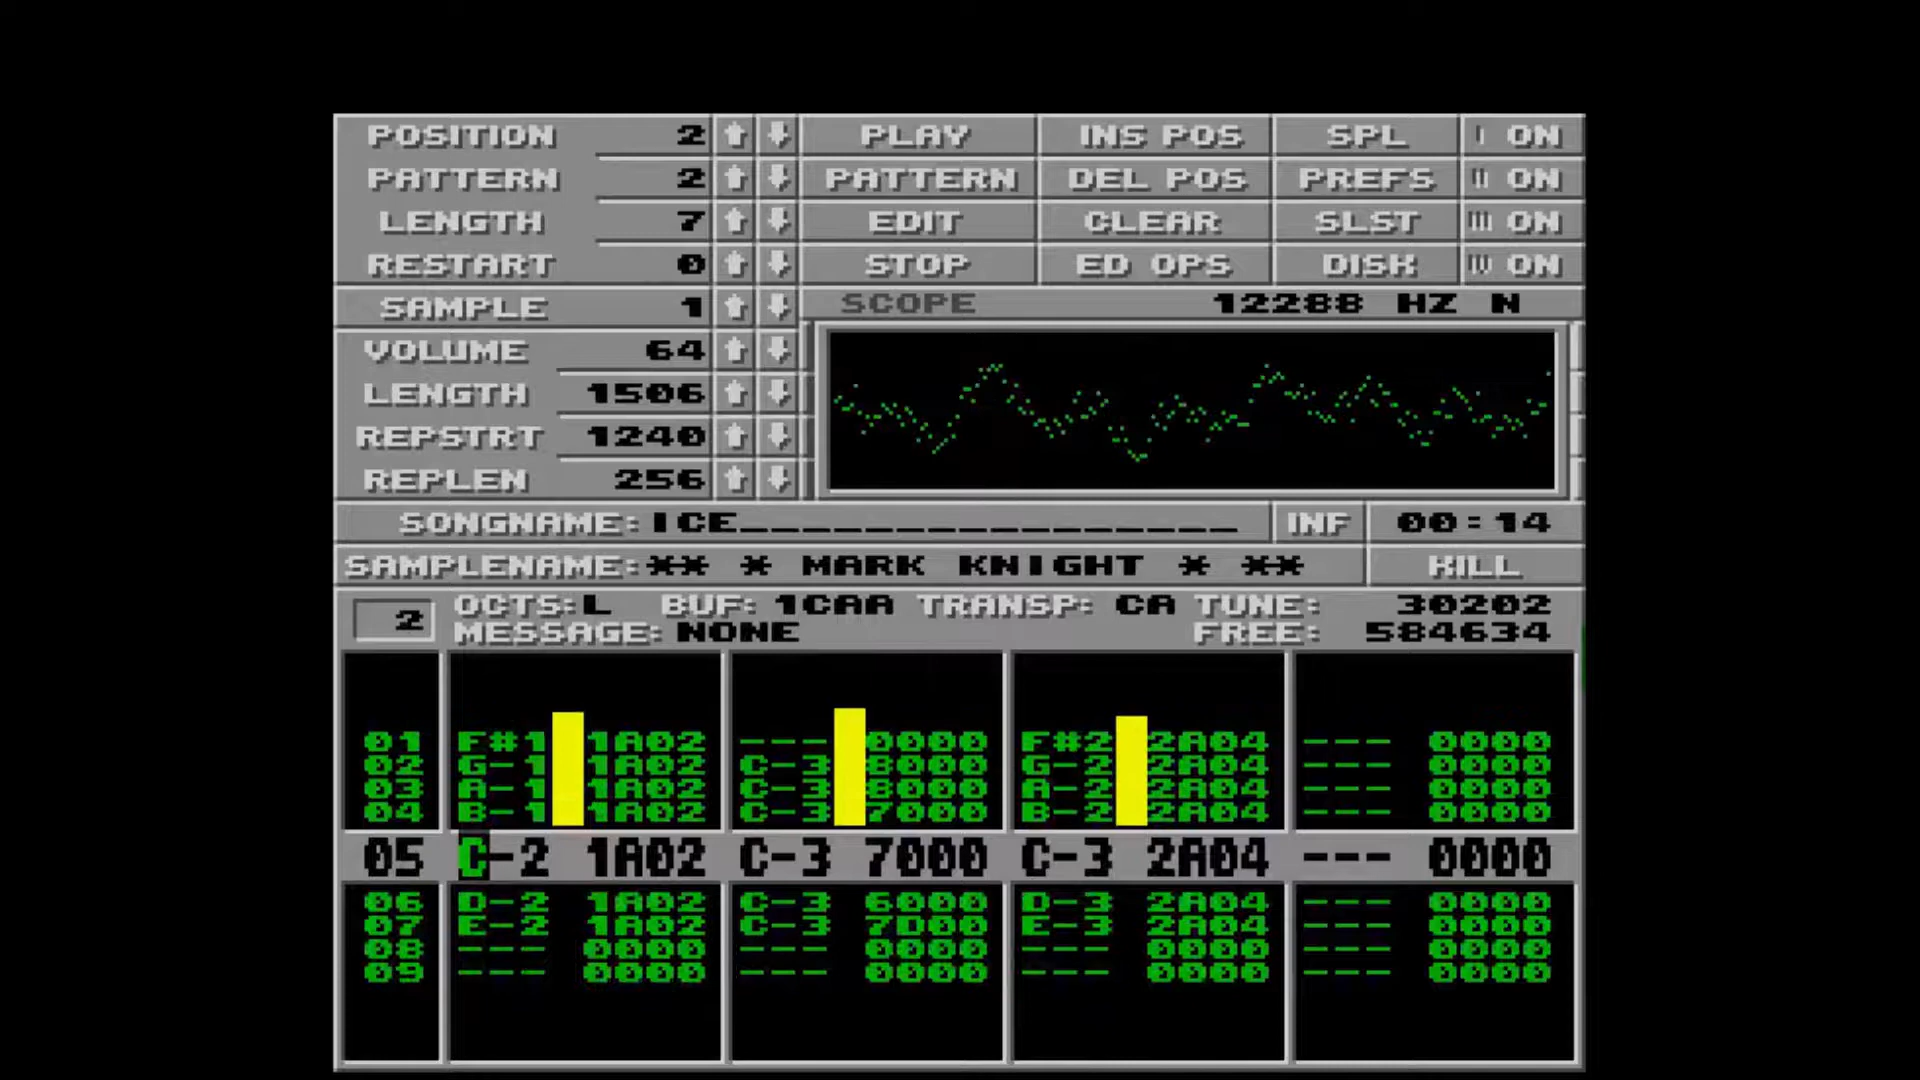 POSITION 2 PLAY INS POS SPL I ON
PATTERN 2 PATTERN DEL POS PREFS II ON
LENGTH 7 EDIT CLEAR SLST III ON
RESTART 0 STOP ED OPS DISK IV ON
SAMPLE 1 SCOPE 12288 HZ N
VOLUME 64
LENGTH 1506
REPSTRT 1240
REPLEN 256
SONGNAME:ICE_________________ INF 00:14
SAMPLENAME:** * MARK KNIGHT * ** KILL
2 OCTS:L BUF: 1CAA TRANSP: CA TUNE: 30202
MESSAGE:NONE FREE: 584634
01 F#1 1A02 --- 0000 F#2 2A04 --- 0000
02 G-1 1A02 C-3 8000 G-2 2A04 --- 0000
03 A-1 1A02 C-3 8000 A-2 2A04 --- 0000
04 B-1 1A02 C-3 7000 B-2 2A04 --- 0000
05 C-2 1A02 C-3 7000 C-3 2A04 --- 0000
06 D-2 1A02 C-3 6000 D-3 2A04 --- 0000
07 E-2 1A02 C-3 7D00 E-3 2A04 --- 0000
08 --- 0000 --- 0000 --- 0000 --- 0000
09 --- 0000 --- 0000 --- 0000 --- 0000